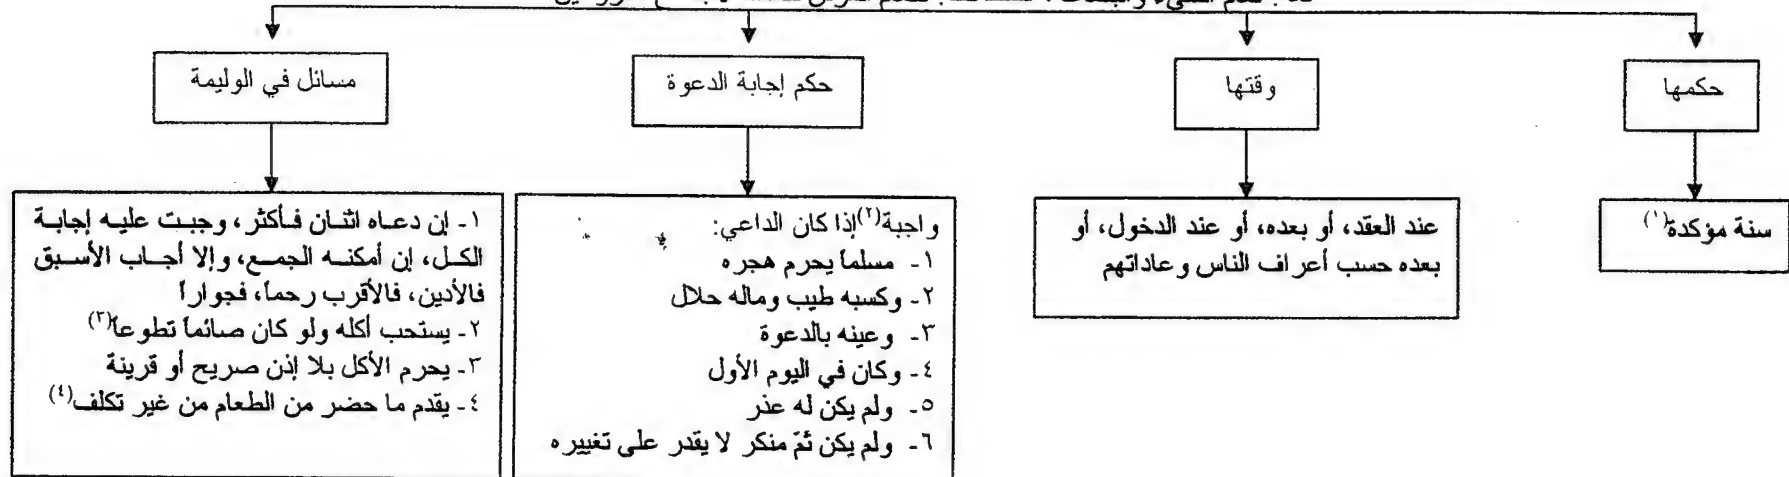 حكمها
وقتها
حكم إجابة الدعوة
مسائل في الوليمة
سنة مؤكدة(١)
عند العقد، أو بعده، أو عند الدخول، أو
بعده حسب أعراف الناس وعاداتهم
واجبة(٢)إذا كان الداعي:
١- مسلماً يحرم هجره
٢- وكسبه طيب وماله حلال
٣- وعينه بالدعوة
٤- وكان في اليوم الأول
٥- ولم يكن له عذر
٦- ولم يكن ثمّ منكر لا يقدر على تغييره
١- إن دعاه اثنان فأكثر، وجبت عليه إجابة
الكل، إن أمكنه الجمع، وإلا أجاب الأسبق
فالأدين، فالأقرب رحماً، فجواراً
٢- يستحب أكله ولو كان صائماً تطوعاً(٣)
٣- يحرم الأكل بلا إذن صريح أو قرينة
٤- يقدم ما حضر من الطعام من غير تكلف(٤)